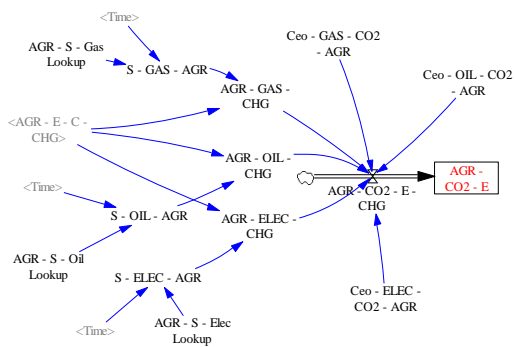 <Time>
AGR - S - Gas
Lookup
S - GAS - AGR
Ceo - GAS - CO2
- AGR
Ceo - OIL - CO2
- AGR
AGR - GAS -
CHG
<AGR - E - C -
CHG>
AGR - OIL -
CHG
AGR - CO2 - E -
CHG
AGR -
CO2 - E
<Time>
S - OIL - AGR
AGR - ELEC -
CHG
AGR - S - Oil
Lookup
S - ELEC - AGR
Ceo - ELEC -
CO2 - AGR
<Time>
AGR - S - Elec
Lookup